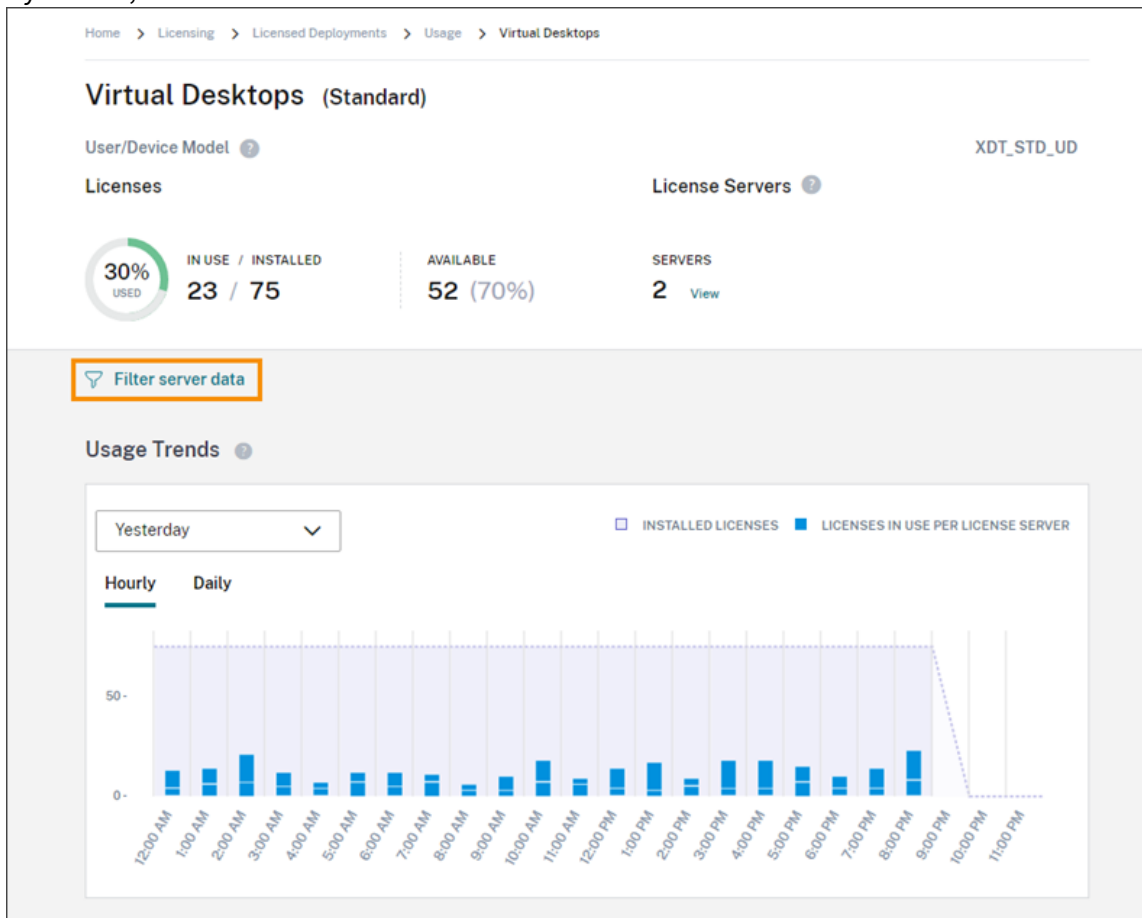 Home > Licensing > Licensed Deployments > Usage > Virtual Desktops
Virtual Desktops (Standard)
User/Device Model ? XDT_STD_UD
Licenses License Servers ?
30% USED
IN USE / INSTALLED AVAILABLE SERVERS
23 / 75 52 (70%) 2 View
Filter server data
Usage Trends ?
Yesterday INSTALLED LICENSES LICENSES IN USE PER LICENSE SERVER
Hourly Daily
50-
0-
12:00 AM 1:00 AM 2:00 AM 3:00 AM 4:00 AM 5:00 AM 6:00 AM 7:00 AM 8:00 AM 9:00 AM 10:00 AM 11:00 AM 12:00 PM 1:00 PM 2:00 PM 3:00 PM 4:00 PM 5:00 PM 6:00 PM 7:00 PM 8:00 PM 9:00 PM 10:00 PM 11:00 PM